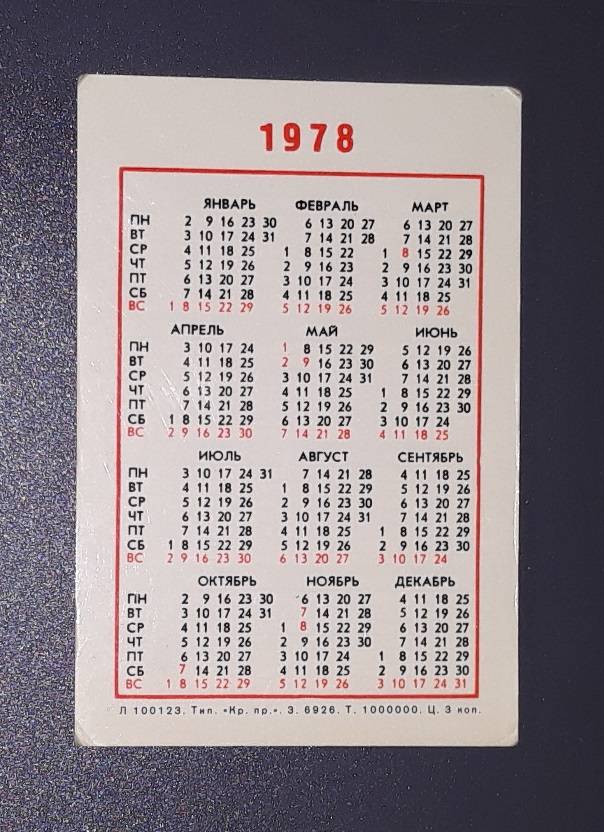 1978
ЯНВАРЬ ФЕВРАЛЬ МАРТ
ПН 2 9 16 23 30 6 13 20 27 6 13 20 27
ВТ 3 10 17 24 31 7 14 21 28 7 14 21 28
СР 4 11 18 25 1 8 15 22 1 8 15 22 29
ЧТ 5 12 19 26 2 9 16 23 2 9 16 23 30
ПТ 6 13 20 27 3 10 17 24 3 10 17 24 31
СБ 7 14 21 28 4 11 18 25 4 11 18 25
ВС 1 8 15 22 29 5 12 19 26 5 12 19 26
АПРЕЛЬ МАЙ ИЮНЬ
ПН 3 10 17 24 1 8 15 22 29 5 12 19 26
ВТ 4 11 18 25 2 9 16 23 30 6 13 20 27
СР 5 12 19 26 3 10 17 24 31 7 14 21 28
ЧТ 6 13 20 27 4 11 18 25 1 8 15 22 29
ПТ 7 14 21 28 5 12 19 26 2 9 16 23 30
СБ 1 8 15 22 29 6 13 20 27 3 10 17 24
ВС 2 9 16 23 30 7 14 21 28 4 11 18 25
ИЮЛЬ АВГУСТ СЕНТЯБРЬ
ПН 3 10 17 24 31 7 14 21 28 4 11 18 25
ВТ 4 11 18 25 1 8 15 22 29 5 12 19 26
СР 5 12 19 26 2 9 16 23 30 6 13 20 27
ЧТ 6 13 20 27 3 10 17 24 31 7 14 21 28
ПТ 7 14 21 28 4 11 18 25 1 8 15 22 29
СБ 1 8 15 22 29 5 12 19 26 2 9 16 23 30
ВС 2 9 16 23 30 6 13 20 27 3 10 17 24
ОКТЯБРЬ НОЯБРЬ ДЕКАБРЬ
ПН 2 9 16 23 30 6 13 20 27 4 11 18 25
ВТ 3 10 17 24 31 7 14 21 28 5 12 19 26
СР 4 11 18 25 1 8 15 22 29 6 13 20 27
ЧТ 5 12 19 26 2 9 16 23 30 7 14 21 28
ПТ 6 13 20 27 3 10 17 24 1 8 15 22 29
СБ 7 14 21 28 4 11 18 25 2 9 16 23 30
ВС 1 8 15 22 29 5 12 19 26 3 10 17 24 31
Л 100123. Тип. «Кр. пр.». З. 6926. Т. 1000000. Ц. 3 коп.